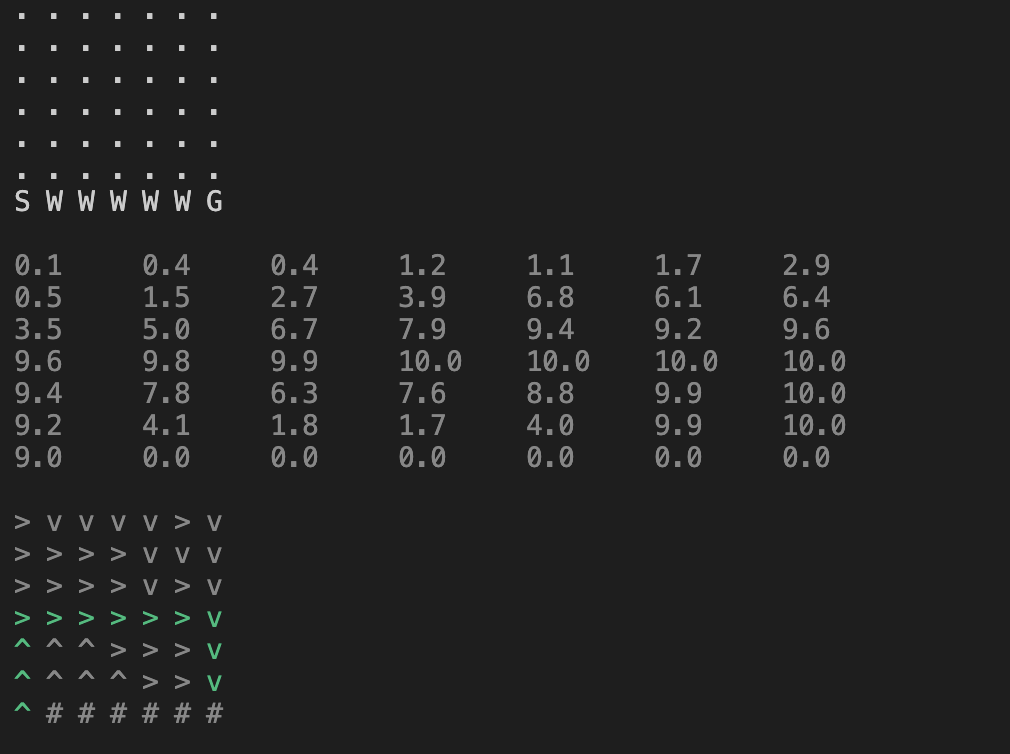 . . . . . . .
. . . . . . .
. . . . . . .
. . . . . . .
. . . . . . .
. . . . . . .
S W W W W W G
0.1 0.4 0.4 1.2 1.1 1.7 2.9
0.5 1.5 2.7 3.9 6.8 6.1 6.4
3.5 5.0 6.7 7.9 9.4 9.2 9.6
9.6 9.8 9.9 10.0 10.0 10.0 10.0
9.4 7.8 6.3 7.6 8.8 9.9 10.0
9.2 4.1 1.8 1.7 4.0 9.9 10.0
9.0 0.0 0.0 0.0 0.0 0.0 0.0
> v v v v > v
> > > > v v v
> > > > v > v
> > > > > > v
^ ^ ^ > > > v
^ ^ ^ ^ > > v
^ # # # # # #